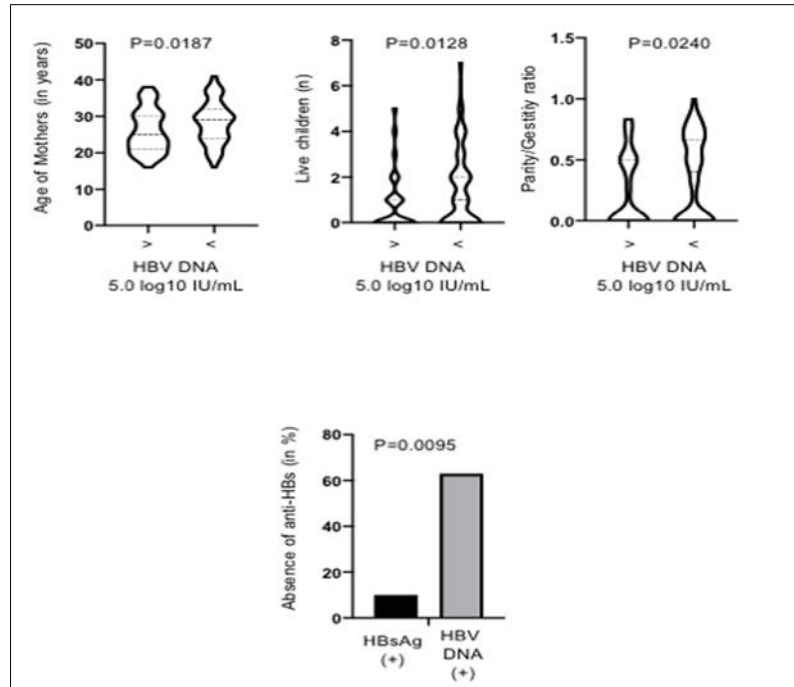 P=0.0187
Age of Mothers (in years)
50
40
30
20
10
0
> <
HBV DNA
5.0 log10 IU/mL
P=0.0128
Live children (n)
8
6
4
2
0
> <
HBV DNA
5.0 log10 IU/mL
P=0.0240
Parity/Gestitiy ratio
1.5
1.0
0.5
0.0
> <
HBV DNA
5.0 log10 IU/mL
P=0.0095
Absence of anti-HBs (in %)
80
60
40
20
0
HBsAg
(+)
HBV
DNA
(+)